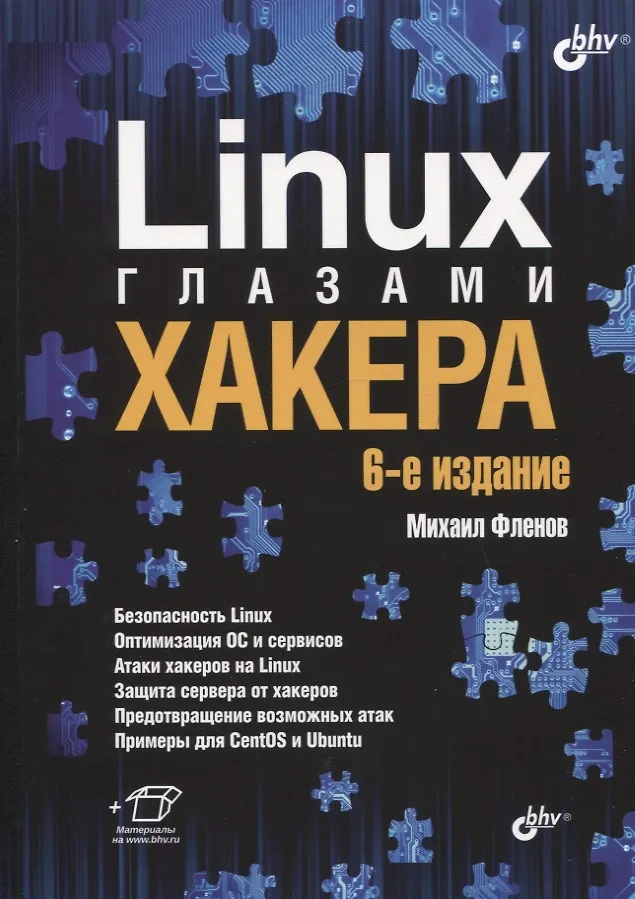 bhv®
Linux
ГЛАЗАМИ
ХАКЕРА
6-е издание
Михаил Фленов
Безопасность Linux
Оптимизация ОС и сервисов
Атаки хакеров на Linux
Защита сервера от хакеров
Предотвращение возможных атак
Примеры для CentOS и Ubuntu
+
Материалы
на www.bhv.ru
bhv®